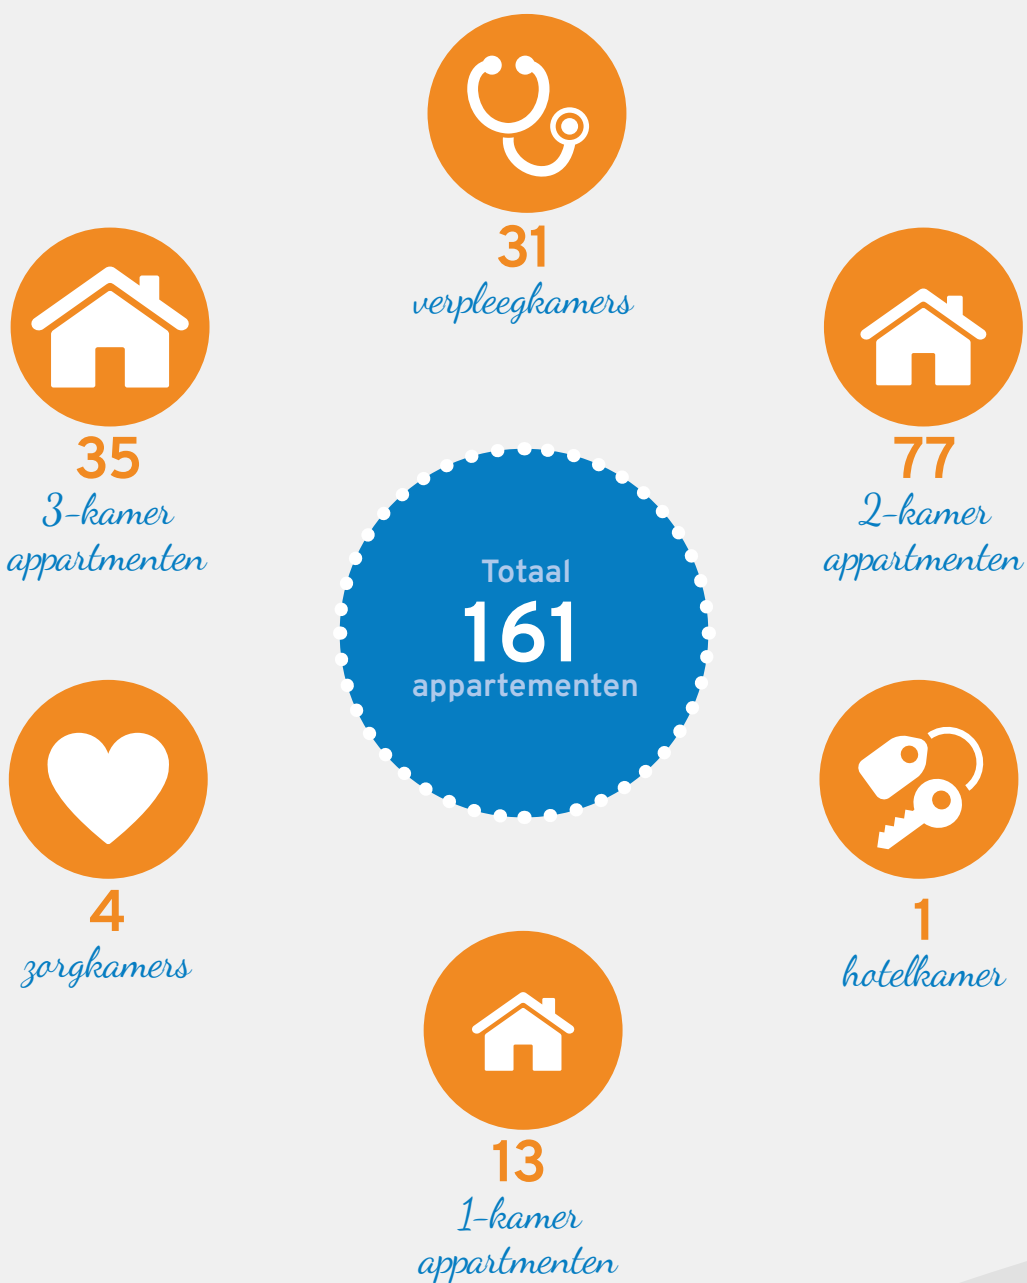 31
verpleegkamers
35
3-kamer
appartmenten
77
2-kamer
appartmenten
Totaal
161
appartementen
4
zorgkamers
1
hotelkamer
13
1-kamer
appartmenten